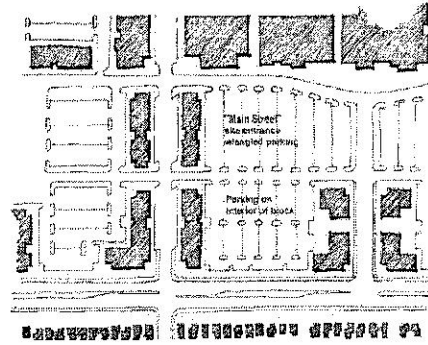 "Main Street"
site entrance
w/angled parking
Parking on
interior of block